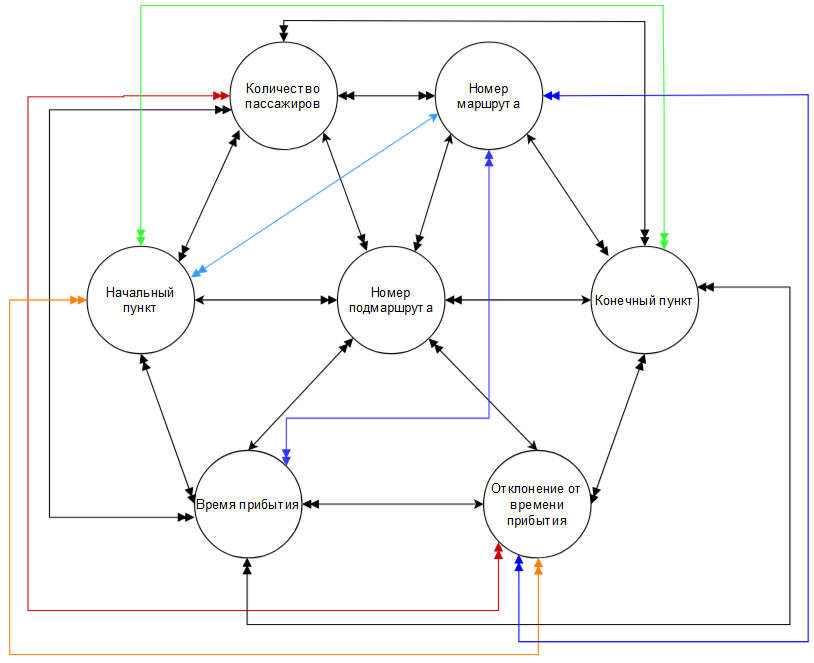 Количество
пассажиров
Номер
маршрута
Начальный
пункт
Номер
подмаршрута
Конечный пункт
Время прибытия
Отклонение от
времени
прибытия